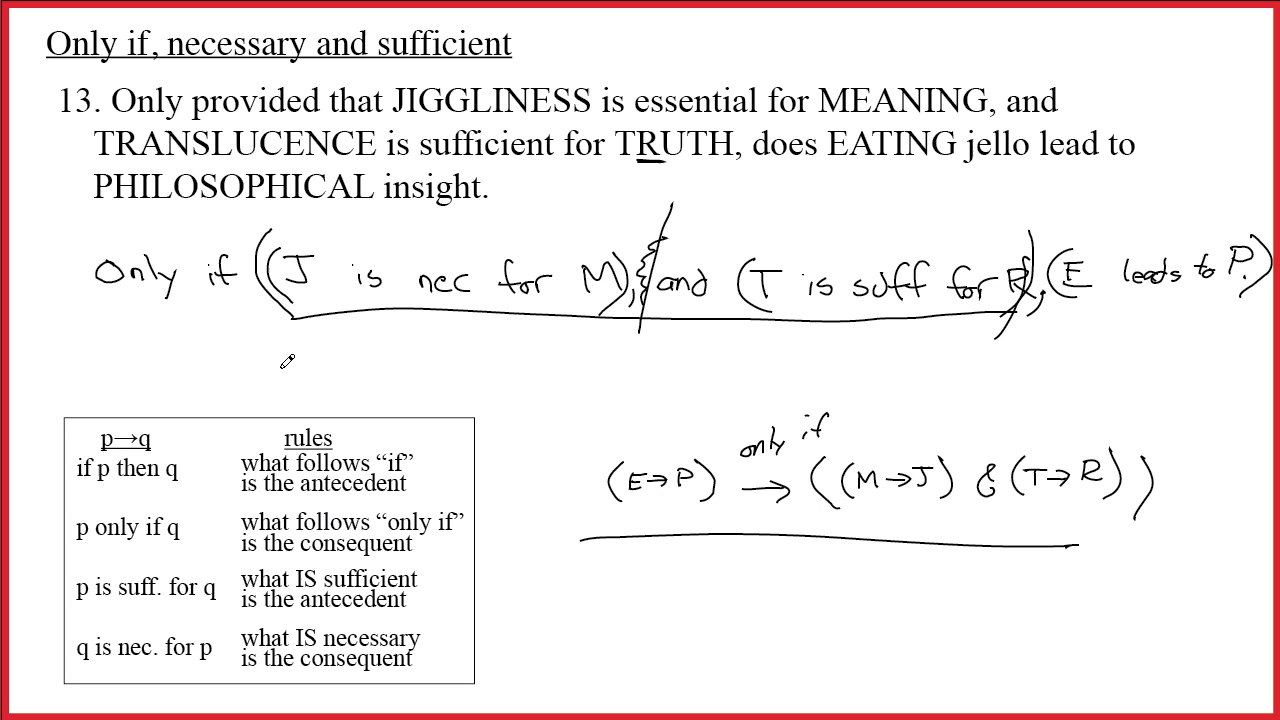 Only if, necessary and sufficient
13. Only provided that JIGGLINESS is essential for MEANING, and
TRANSLUCENCE is sufficient for TRUTH, does EATING jello lead to
PHILOSOPHICAL insight.
Only if ((J is nec for M), and (T is suff for R)), (E leads to P.)
only if
(E→P) → ((M→J) & (T→R))
p→q rules
if p then q what follows “if”
is the antecedent
p only if q what follows “only if”
is the consequent
p is suff. for q what IS sufficient
is the antecedent
q is nec. for p what IS necessary
is the consequent